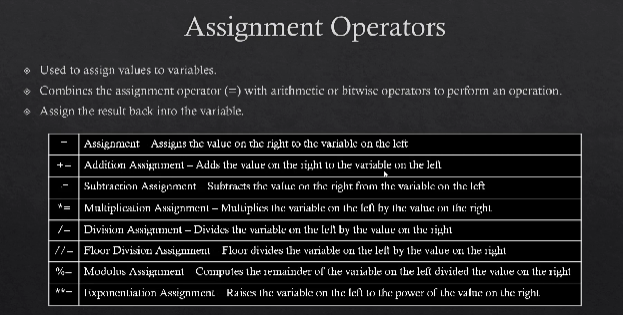 Assignment Operators
Used to assign values to variables.
Combines the assignment operator (=) with arithmetic or bitwise operators to perform an operation.
Assign the result back into the variable.
= Assignment – Assigns the value on the right to the variable on the left
+= Addition Assignment – Adds the value on the right to the variable on the left
-= Subtraction Assignment – Subtracts the value on the right from the variable on the left
*= Multiplication Assignment – Multiplies the variable on the left by the value on the right
/= Division Assignment – Divides the variable on the left by the value on the right
//= Floor Division Assignment – Floor divides the variable on the left by the value on the right
%= Modulus Assignment – Computes the remainder of the variable on the left divided the value on the right
**= Exponentiation Assignment – Raises the variable on the left to the power of the value on the right